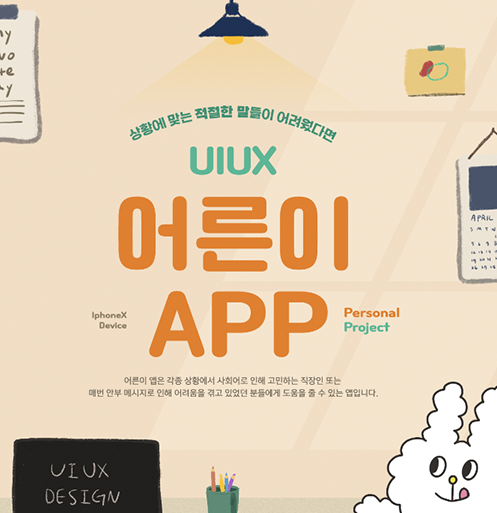 상황에 맞는 적절한 말들이 어려웠다면
UIUX
어른이
APP
IphoneX
Device
Personal
Project
어른이 앱은 각종 상황에서 사회어로 인해 고민하는 직장인 또는
매번 안부 메시지로 인해 어려움을 겪고 있었던 분들에게 도움을 줄 수 있는 앱입니다.
APRIL
UIUX
DESIGN